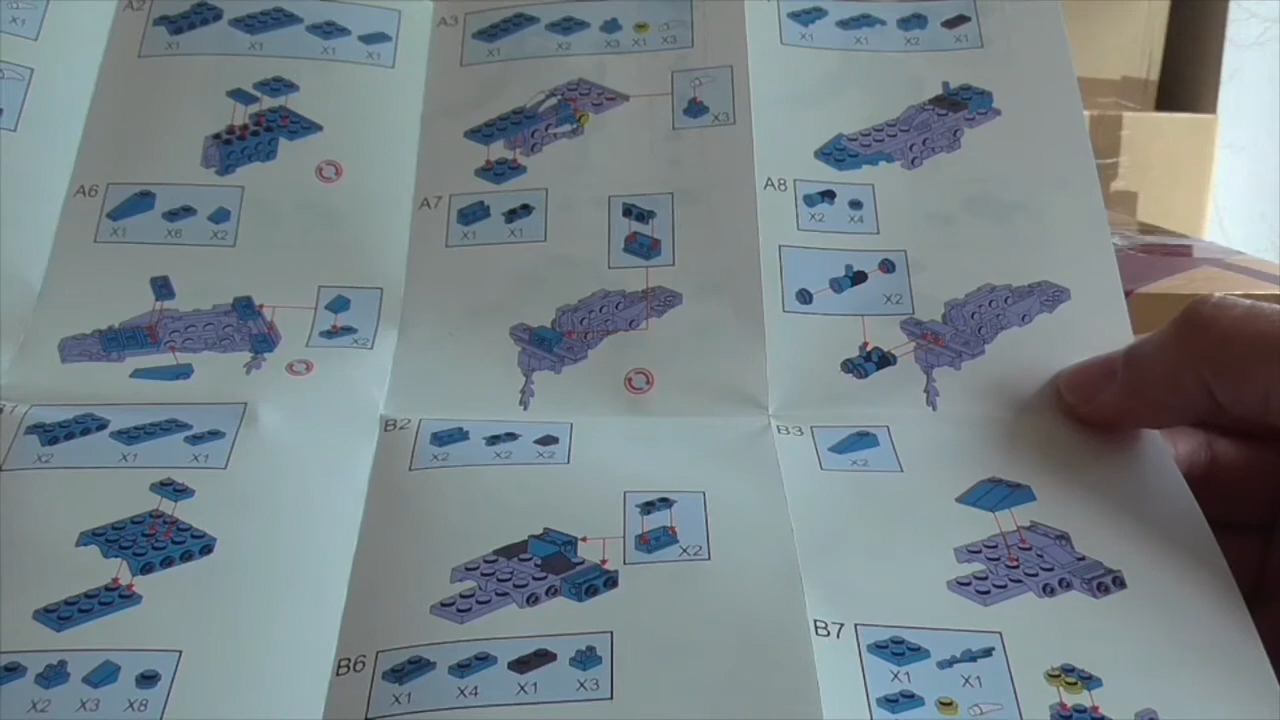 X1
A2
X1 X1 X1 X1
A3
X1 X2 X3 X1 X3
X1 X1 X2 X1
X3
A6
X1 X6 X2
X2
A7
X1 X1
A8
X2 X4
X2
X2 X1 X1
B2
X2 X2 X2
X2
B3
X2
X2 X3 X8
B6
X1 X4 X1 X3
B7
X1 X1